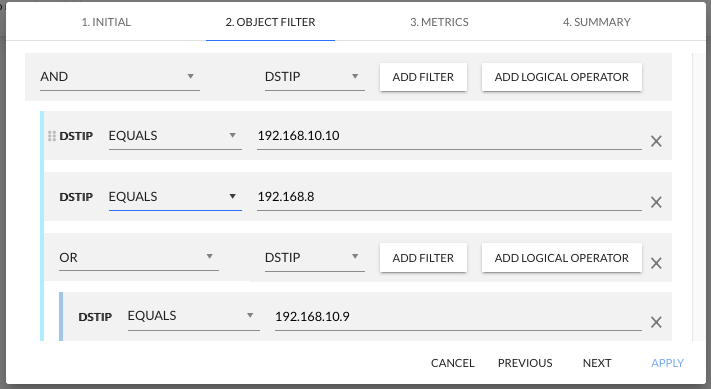 1. INITIAL 2. OBJECT FILTER 3. METRICS 4. SUMMARY
AND DSTIP ADD FILTER ADD LOGICAL OPERATOR
DSTIP EQUALS 192.168.10.10
DSTIP EQUALS 192.168.8
OR DSTIP ADD FILTER ADD LOGICAL OPERATOR
DSTIP EQUALS 192.168.10.9
CANCEL PREVIOUS NEXT APPLY